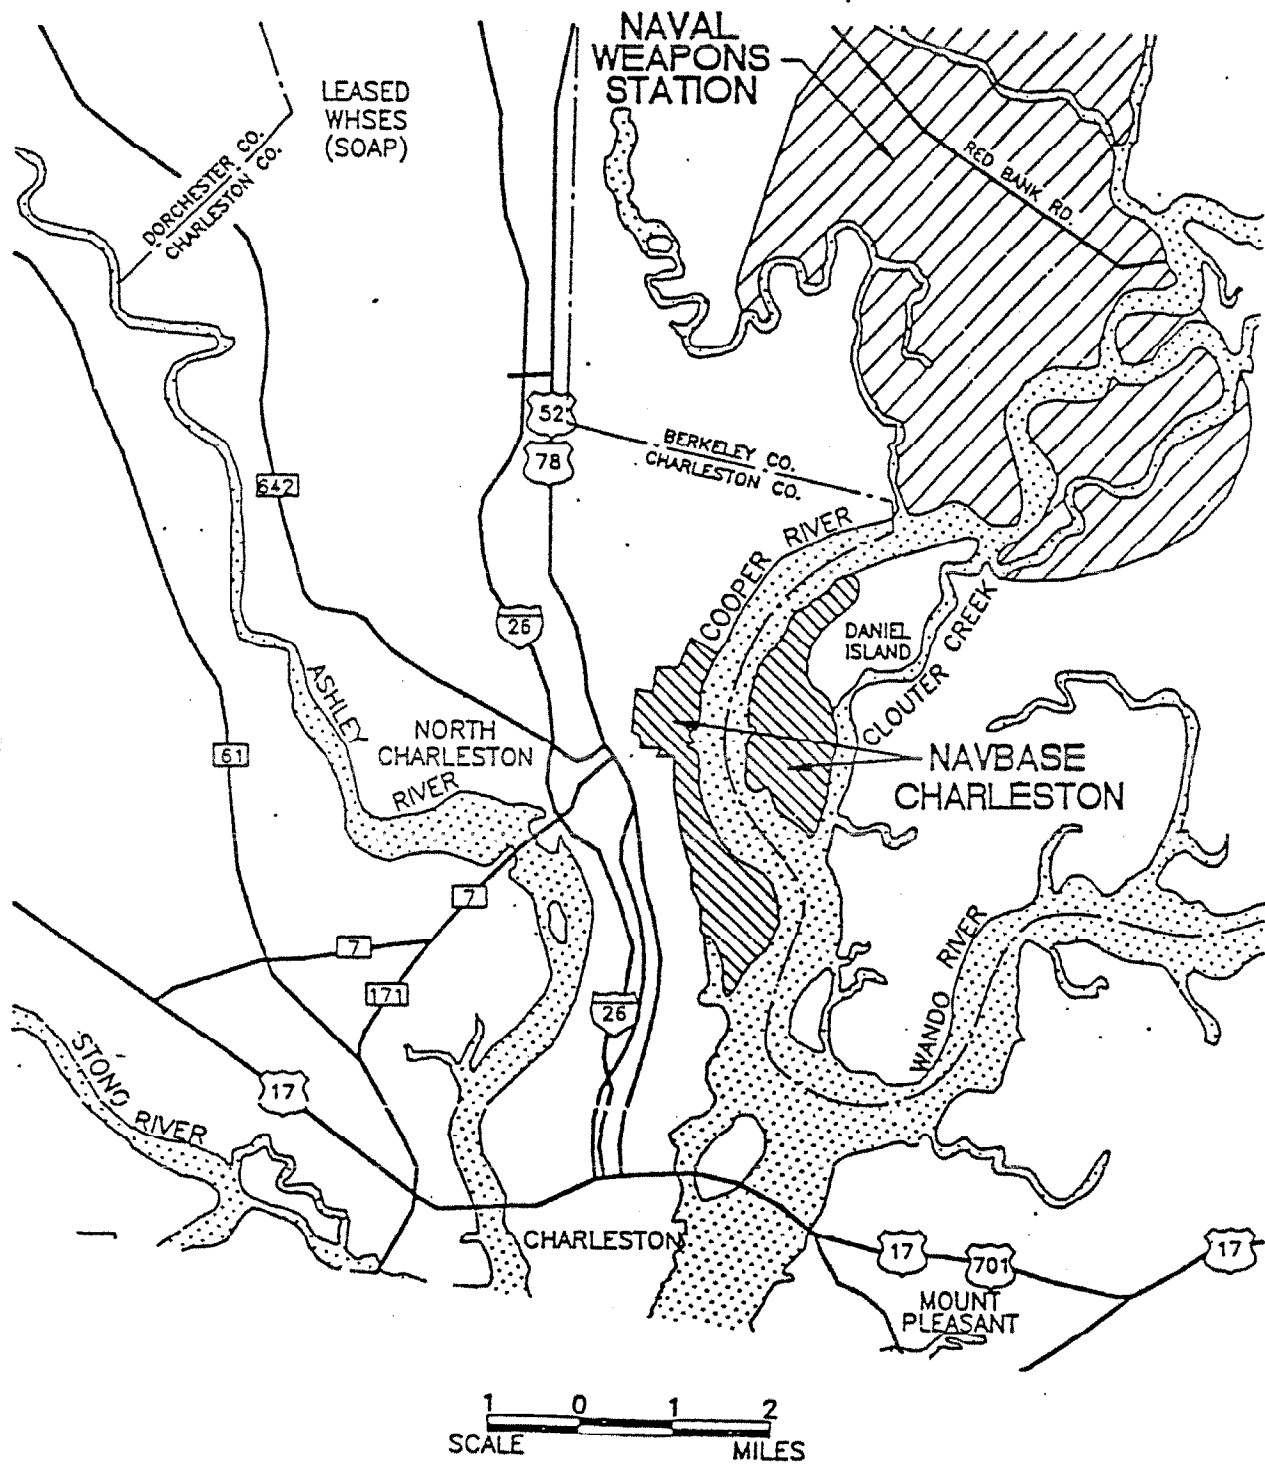 NAVAL
WEAPONS
STATION
LEASED
WHSES
(SOAP)
DORCHESTER CO.
CHARLESTON CO.
RED BANK RD.
52
78
BERKELEY CO.
CHARLESTON CO.
642
COOPER RIVER
26
DANIEL
ISLAND
CLOUTER CREEK
ASHLEY
RIVER
NORTH
CHARLESTON
61
NAVBASE
CHARLESTON
7
7
171
26
WANDO RIVER
STONO RIVER
17
CHARLESTON
17
701
17
MOUNT
PLEASANT
1 0 1 2
SCALE MILES